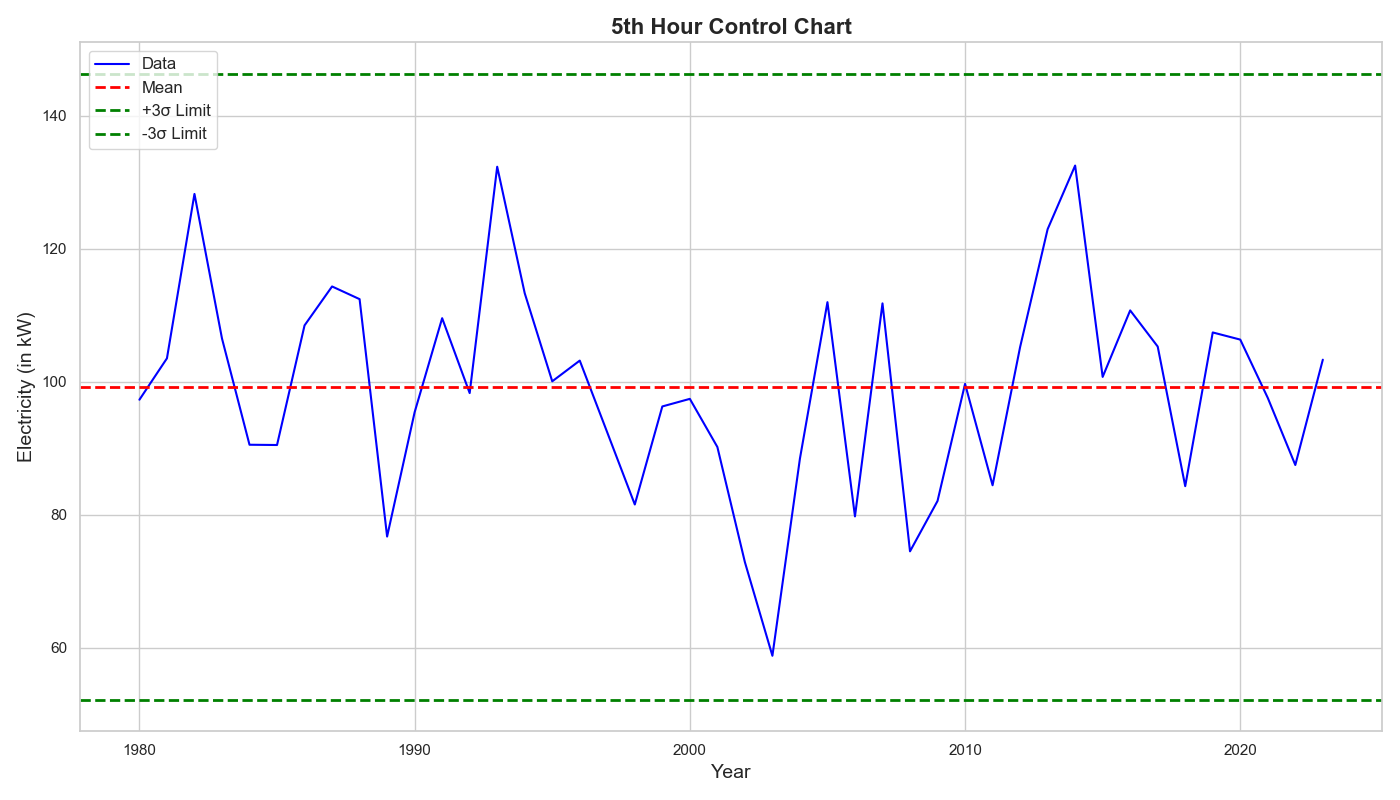 5th Hour Control Chart
Data
Mean
+3σ Limit
-3σ Limit
140
120
100
80
60
Electricity (in kW)
1980 1990 2000 2010 2020
Year